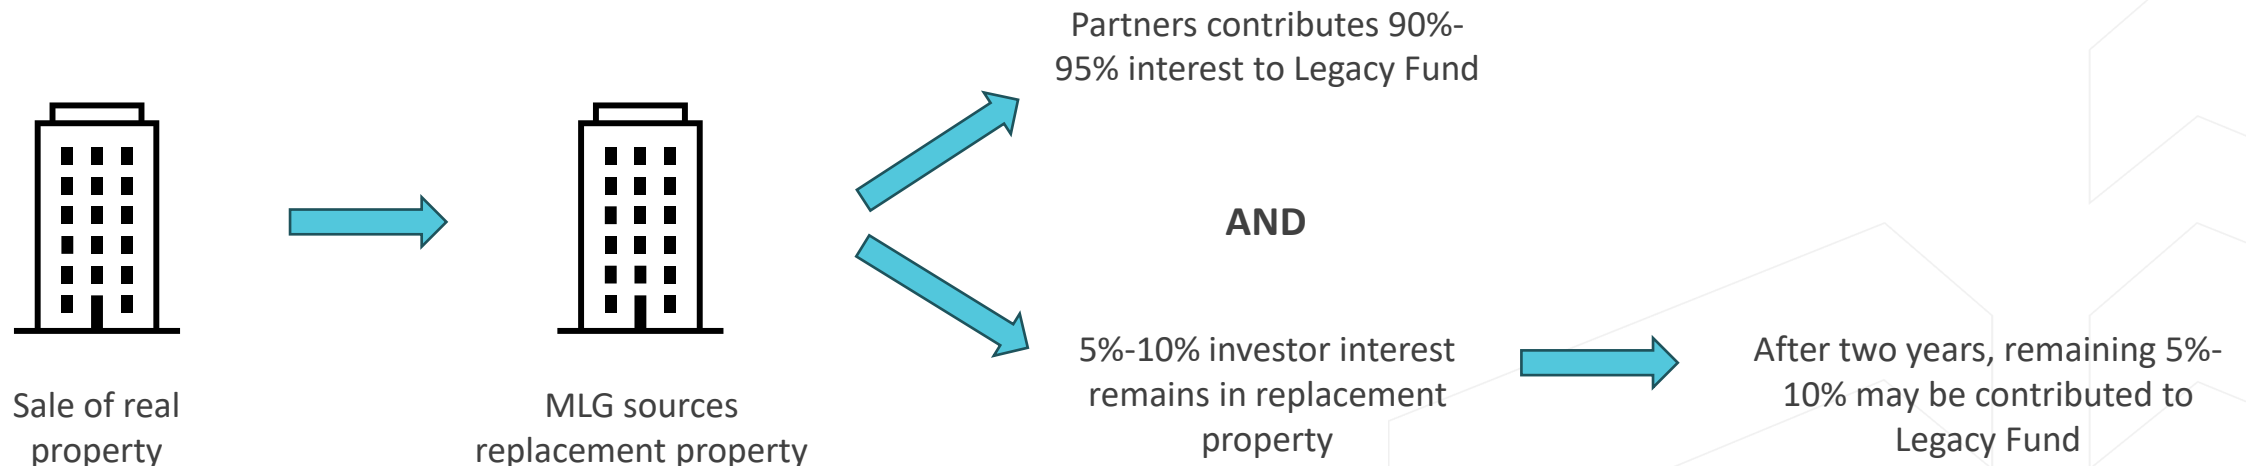 Sale of real
property
MLG sources
replacement property
Partners contributes 90%-
95% interest to Legacy Fund
AND
5%-10% investor interest
remains in replacement
property
After two years, remaining 5%-
10% may be contributed to
Legacy Fund